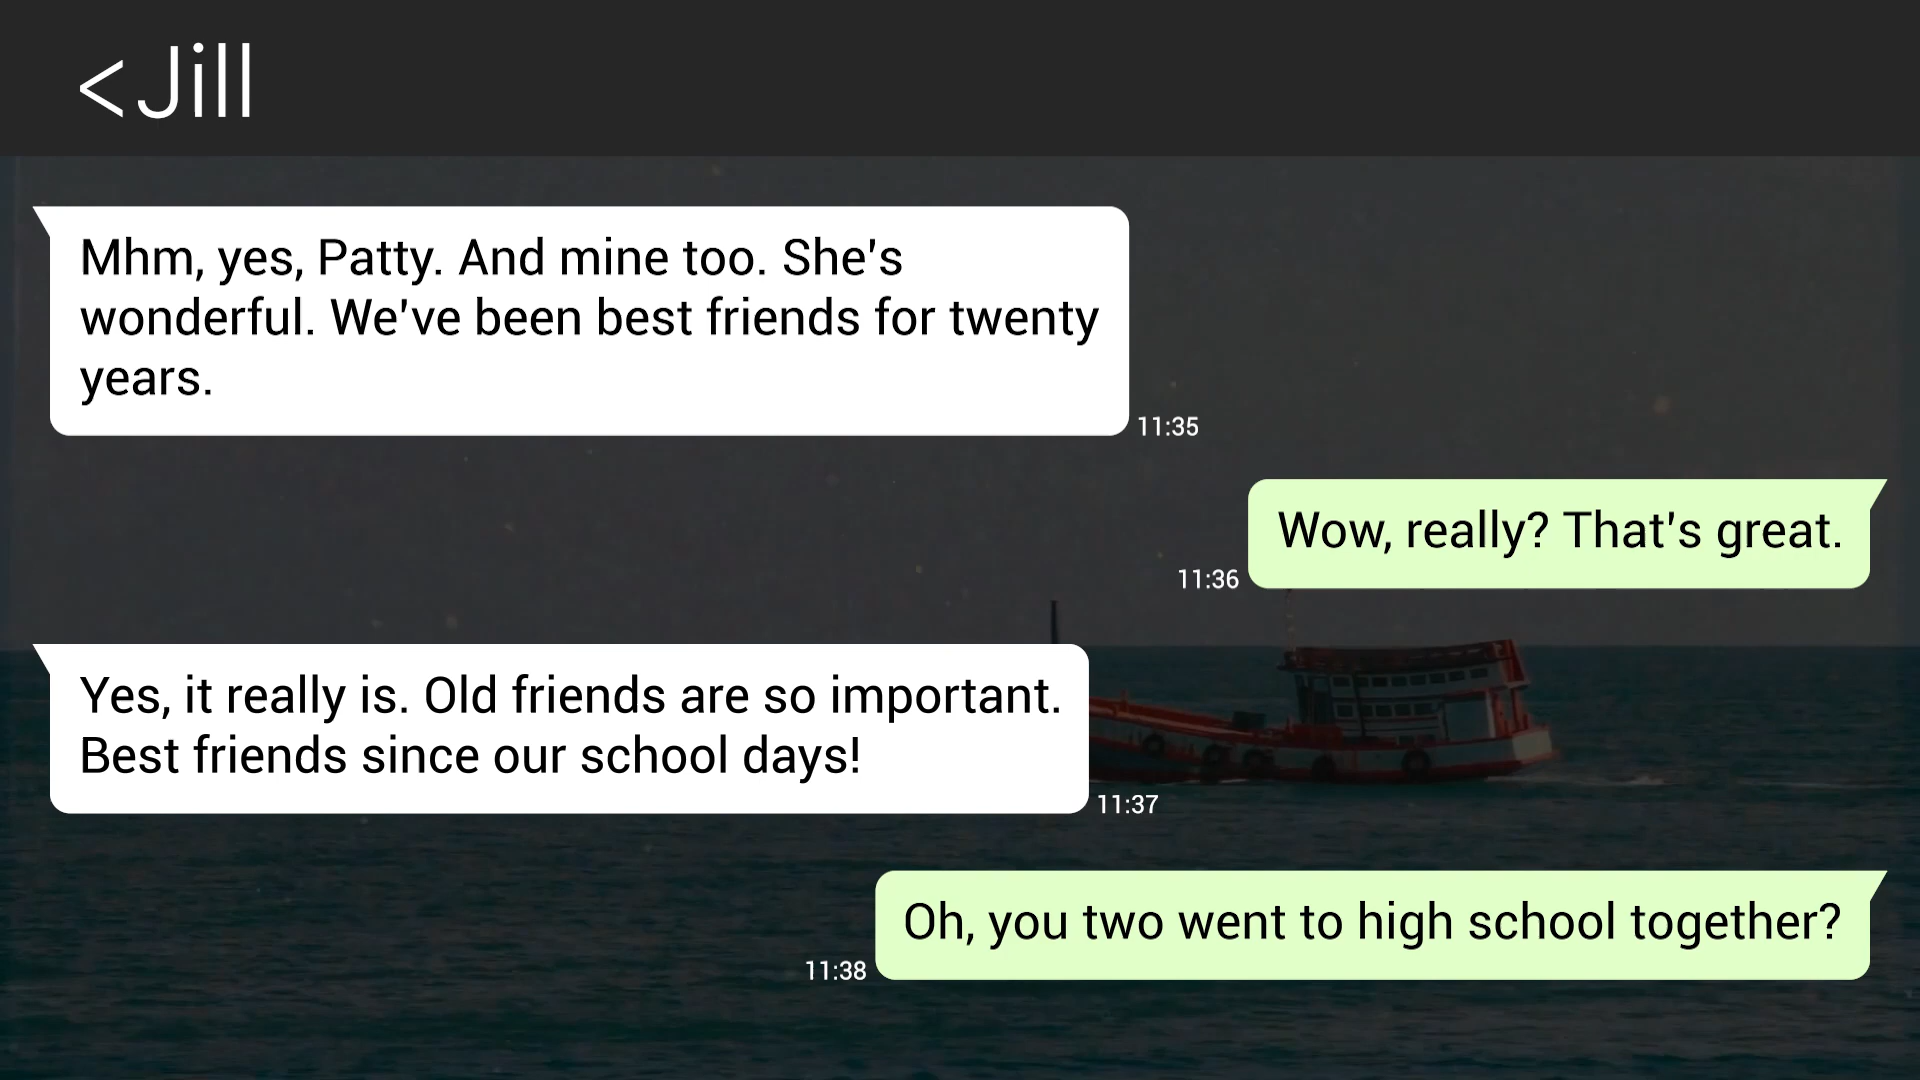 <Jill
Mhm, yes, Patty. And mine too. She's
wonderful. We've been best friends for twenty
years.
11:35
Wow, really? That's great.
11:36
Yes, it really is. Old friends are so important.
Best friends since our school days!
11:37
Oh, you two went to high school together?
11:38